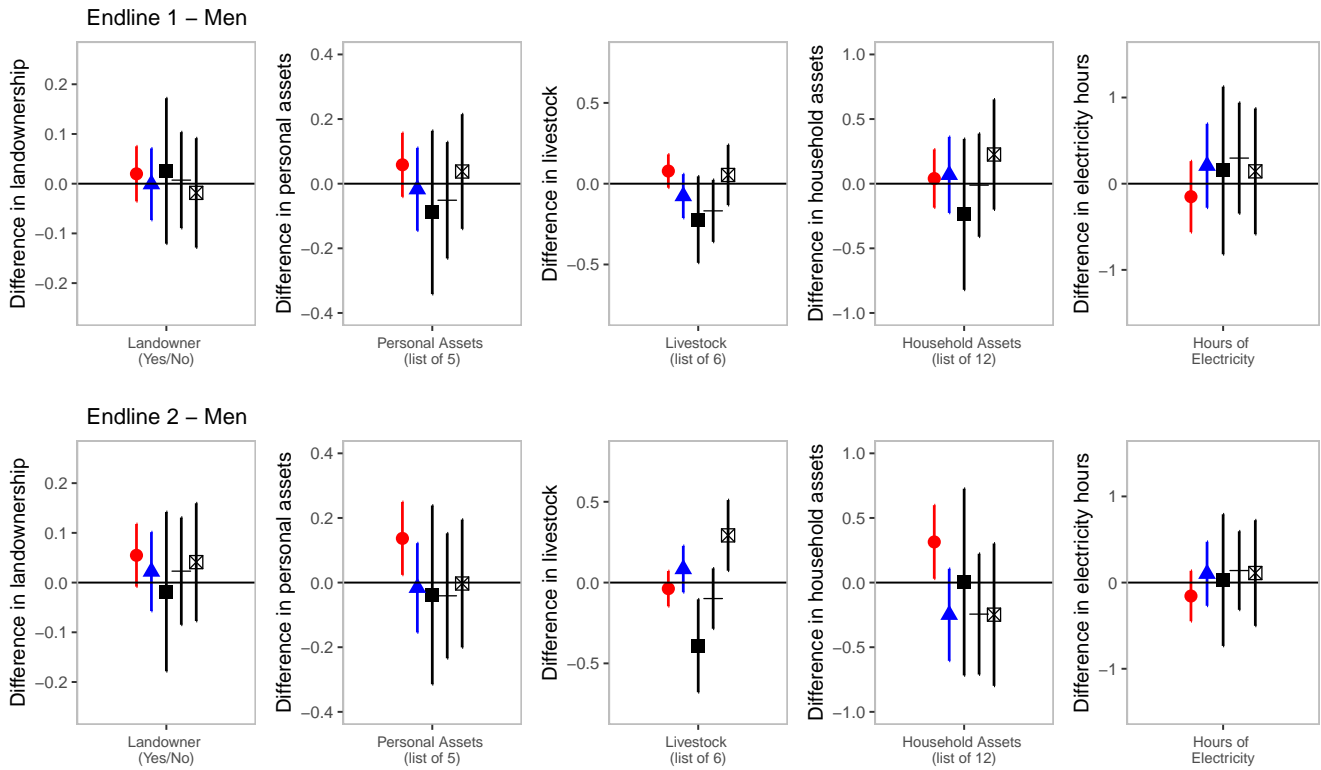 Endline 1 – Men
Difference in landownership
0.2
0.1
0.0
−0.1
−0.2
Landowner
(Yes/No)
Difference in personal assets
0.4
0.2
0.0
−0.2
−0.4
Personal Assets
(list of 5)
Difference in livestock
0.5
0.0
−0.5
Livestock
(list of 6)
Difference in household assets
1.0
0.5
0.0
−0.5
−1.0
Household Assets
(list of 12)
Difference in electricity hours
1
0
−1
Hours of
Electricity
Endline 2 – Men
Difference in landownership
0.2
0.1
0.0
−0.1
−0.2
Landowner
(Yes/No)
Difference in personal assets
0.4
0.2
0.0
−0.2
−0.4
Personal Assets
(list of 5)
Difference in livestock
0.5
0.0
−0.5
Livestock
(list of 6)
Difference in household assets
1.0
0.5
0.0
−0.5
−1.0
Household Assets
(list of 12)
Difference in electricity hours
1
0
−1
Hours of
Electricity